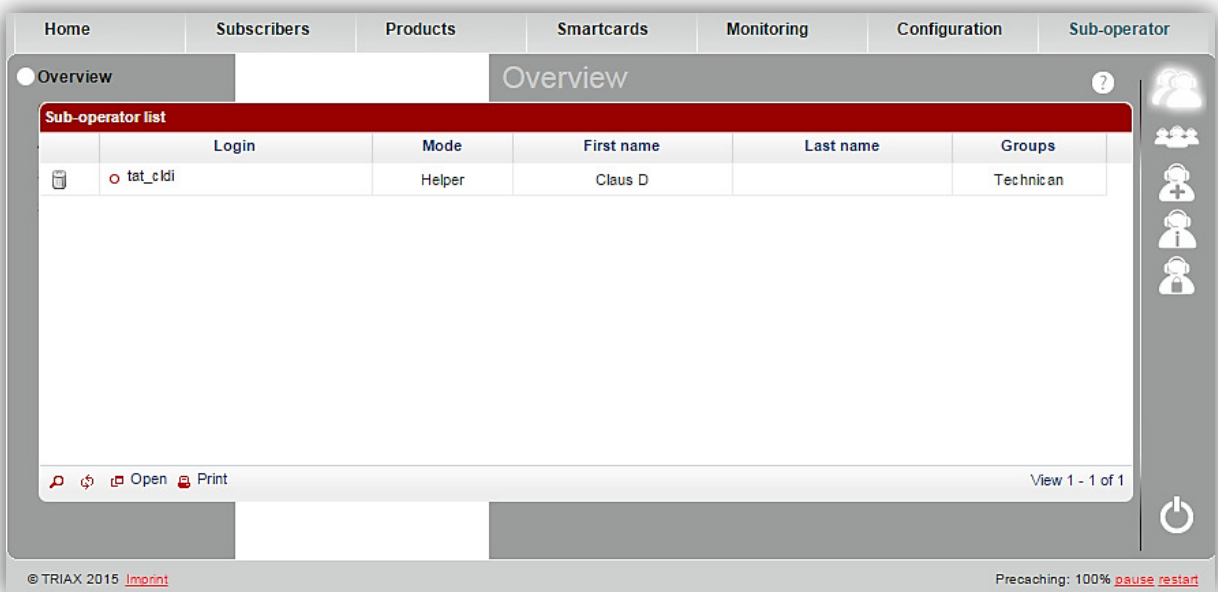 Home Subscribers Products Smartcards Monitoring Configuration Sub-operator
Overview Overview ?
Sub-operator list
Login Mode First name Last name Groups
tat_cldi Helper Claus D Technican
Open Print View 1 - 1 of 1
© TRIAX 2015 Imprint Precaching: 100% pause restart